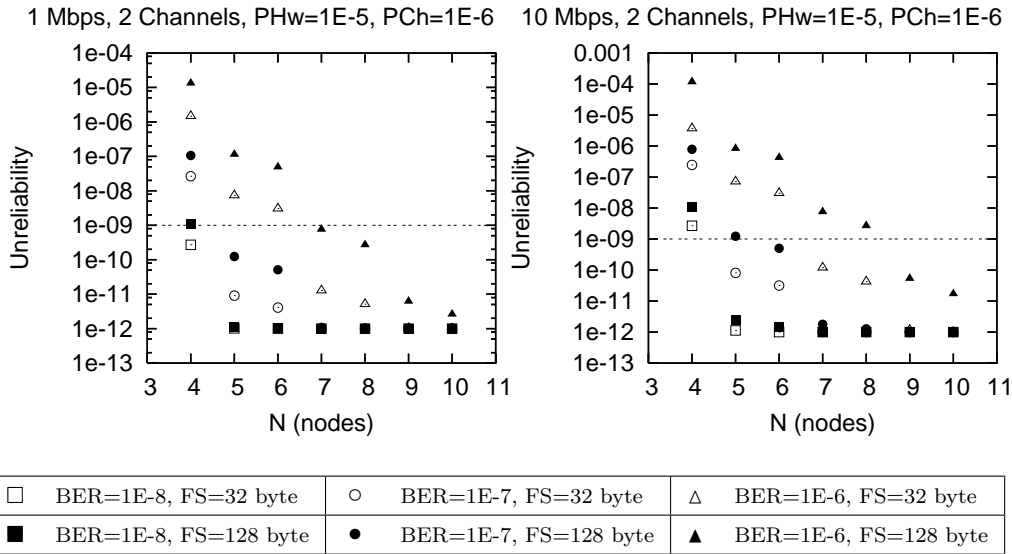 1 Mbps, 2 Channels, PHw=1E-5, PCh=1E-6
1e-04
1e-05
1e-06
1e-07
1e-08
1e-09
1e-10
1e-11
1e-12
1e-13
Unreliability
3 4 5 6 7 8 9 10 11
N (nodes)
10 Mbps, 2 Channels, PHw=1E-5, PCh=1E-6
0.001
1e-04
1e-05
1e-06
1e-07
1e-08
1e-09
1e-10
1e-11
1e-12
1e-13
Unreliability
3 4 5 6 7 8 9 10 11
N (nodes)
BER=1E-8, FS=32 byte
BER=1E-7, FS=32 byte
BER=1E-6, FS=32 byte
BER=1E-8, FS=128 byte
BER=1E-7, FS=128 byte
BER=1E-6, FS=128 byte